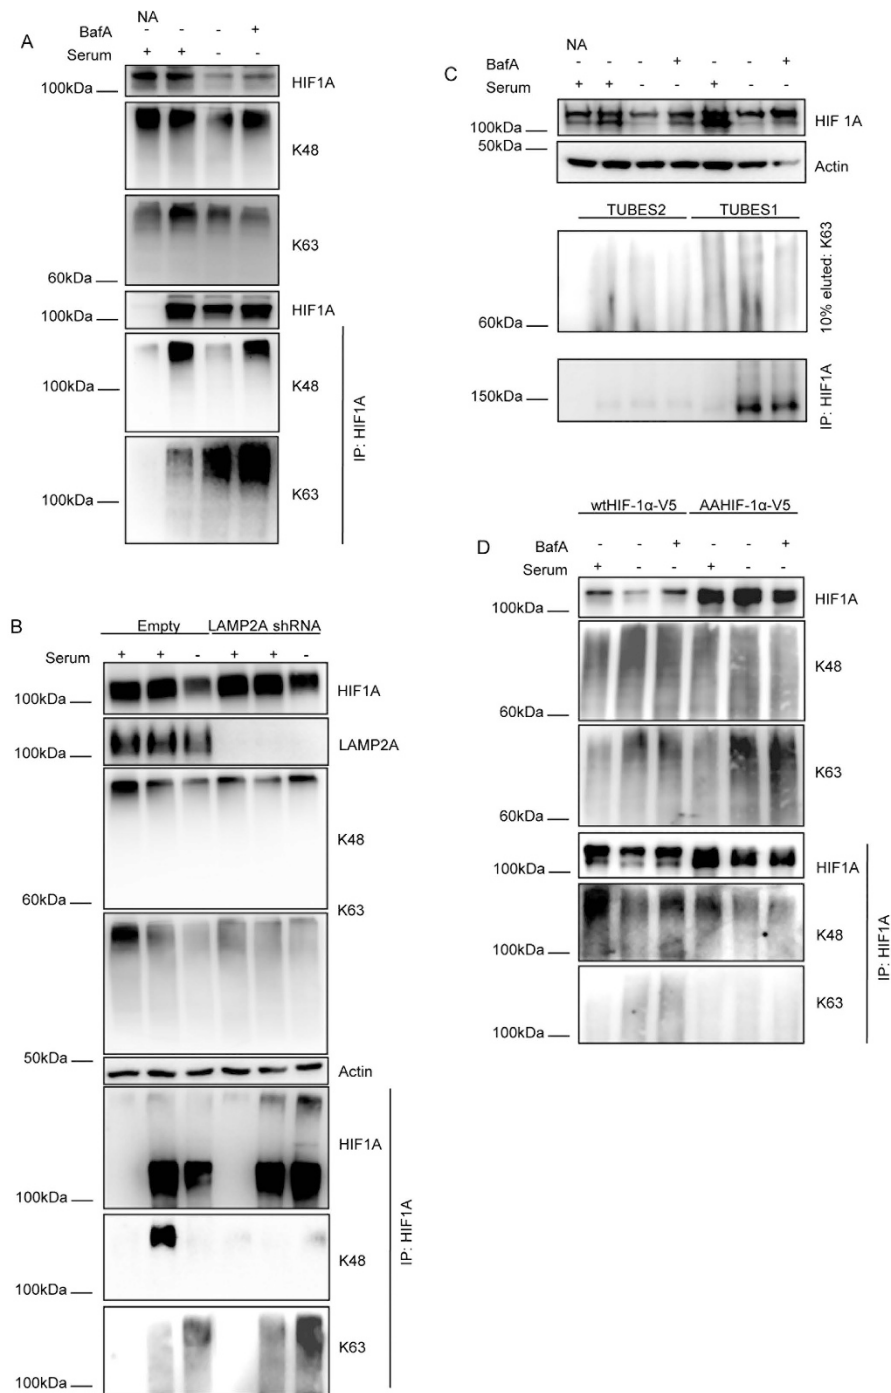 A
NA
BafA - - - +
Serum + + - -
100kDa HIF1A
K48
K63
60kDa
100kDa HIF1A
K48
100kDa
K63
100kDa
IP: HIF1A
B
Empty LAMP2A shRNA
Serum + + - + + -
100kDa HIF1A
100kDa LAMP2A
K48
60kDa
K63
50kDa
Actin
HIF1A
100kDa
K48
100kDa
K63
100kDa
IP: HIF1A
C
NA
BafA - - - + - - +
Serum + + - - + - -
100kDa HIF 1A
50kDa
Actin
TUBES2 TUBES1
60kDa
10% eluted: K63
150kDa
IP: HIF1A
wtHIF-1α-V5 AAHIF-1α-V5
D
BafA - - + - - +
Serum + - - + - -
100kDa HIF1A
K48
60kDa
K63
60kDa
100kDa HIF1A
K48
100kDa
K63
100kDa
IP: HIF1A